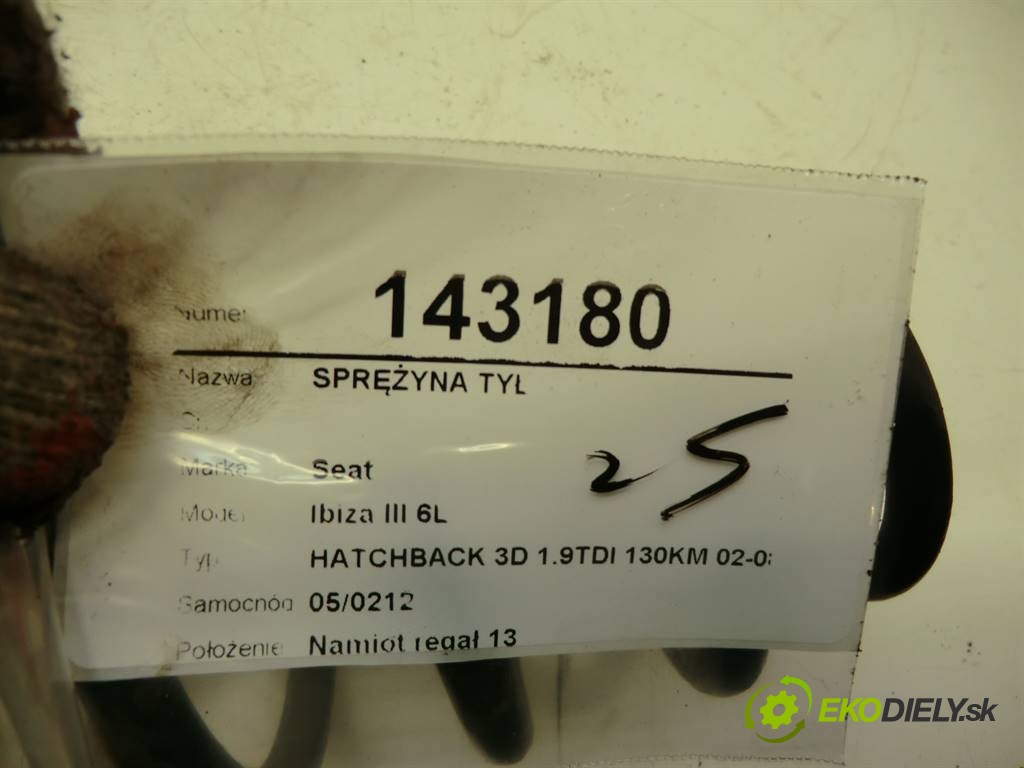 Numer 143180
Nazwa SPRĘŻYNA TYŁ
Marka Seat
Model Ibiza III 6L
Typ HATCHBACK 3D 1.9TDI 130KM 02-0
Samochód 05/0212
Położenie Namiot regał 13
25
EKODIELY.sk